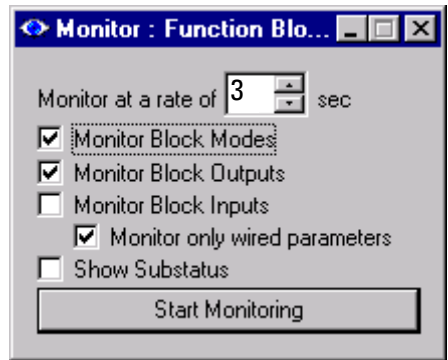 Monitor : Function Blo...
Monitor at a rate of 3 sec
Monitor Block Modes
Monitor Block Outputs
Monitor Block Inputs
Monitor only wired parameters
Show Substatus
Start Monitoring